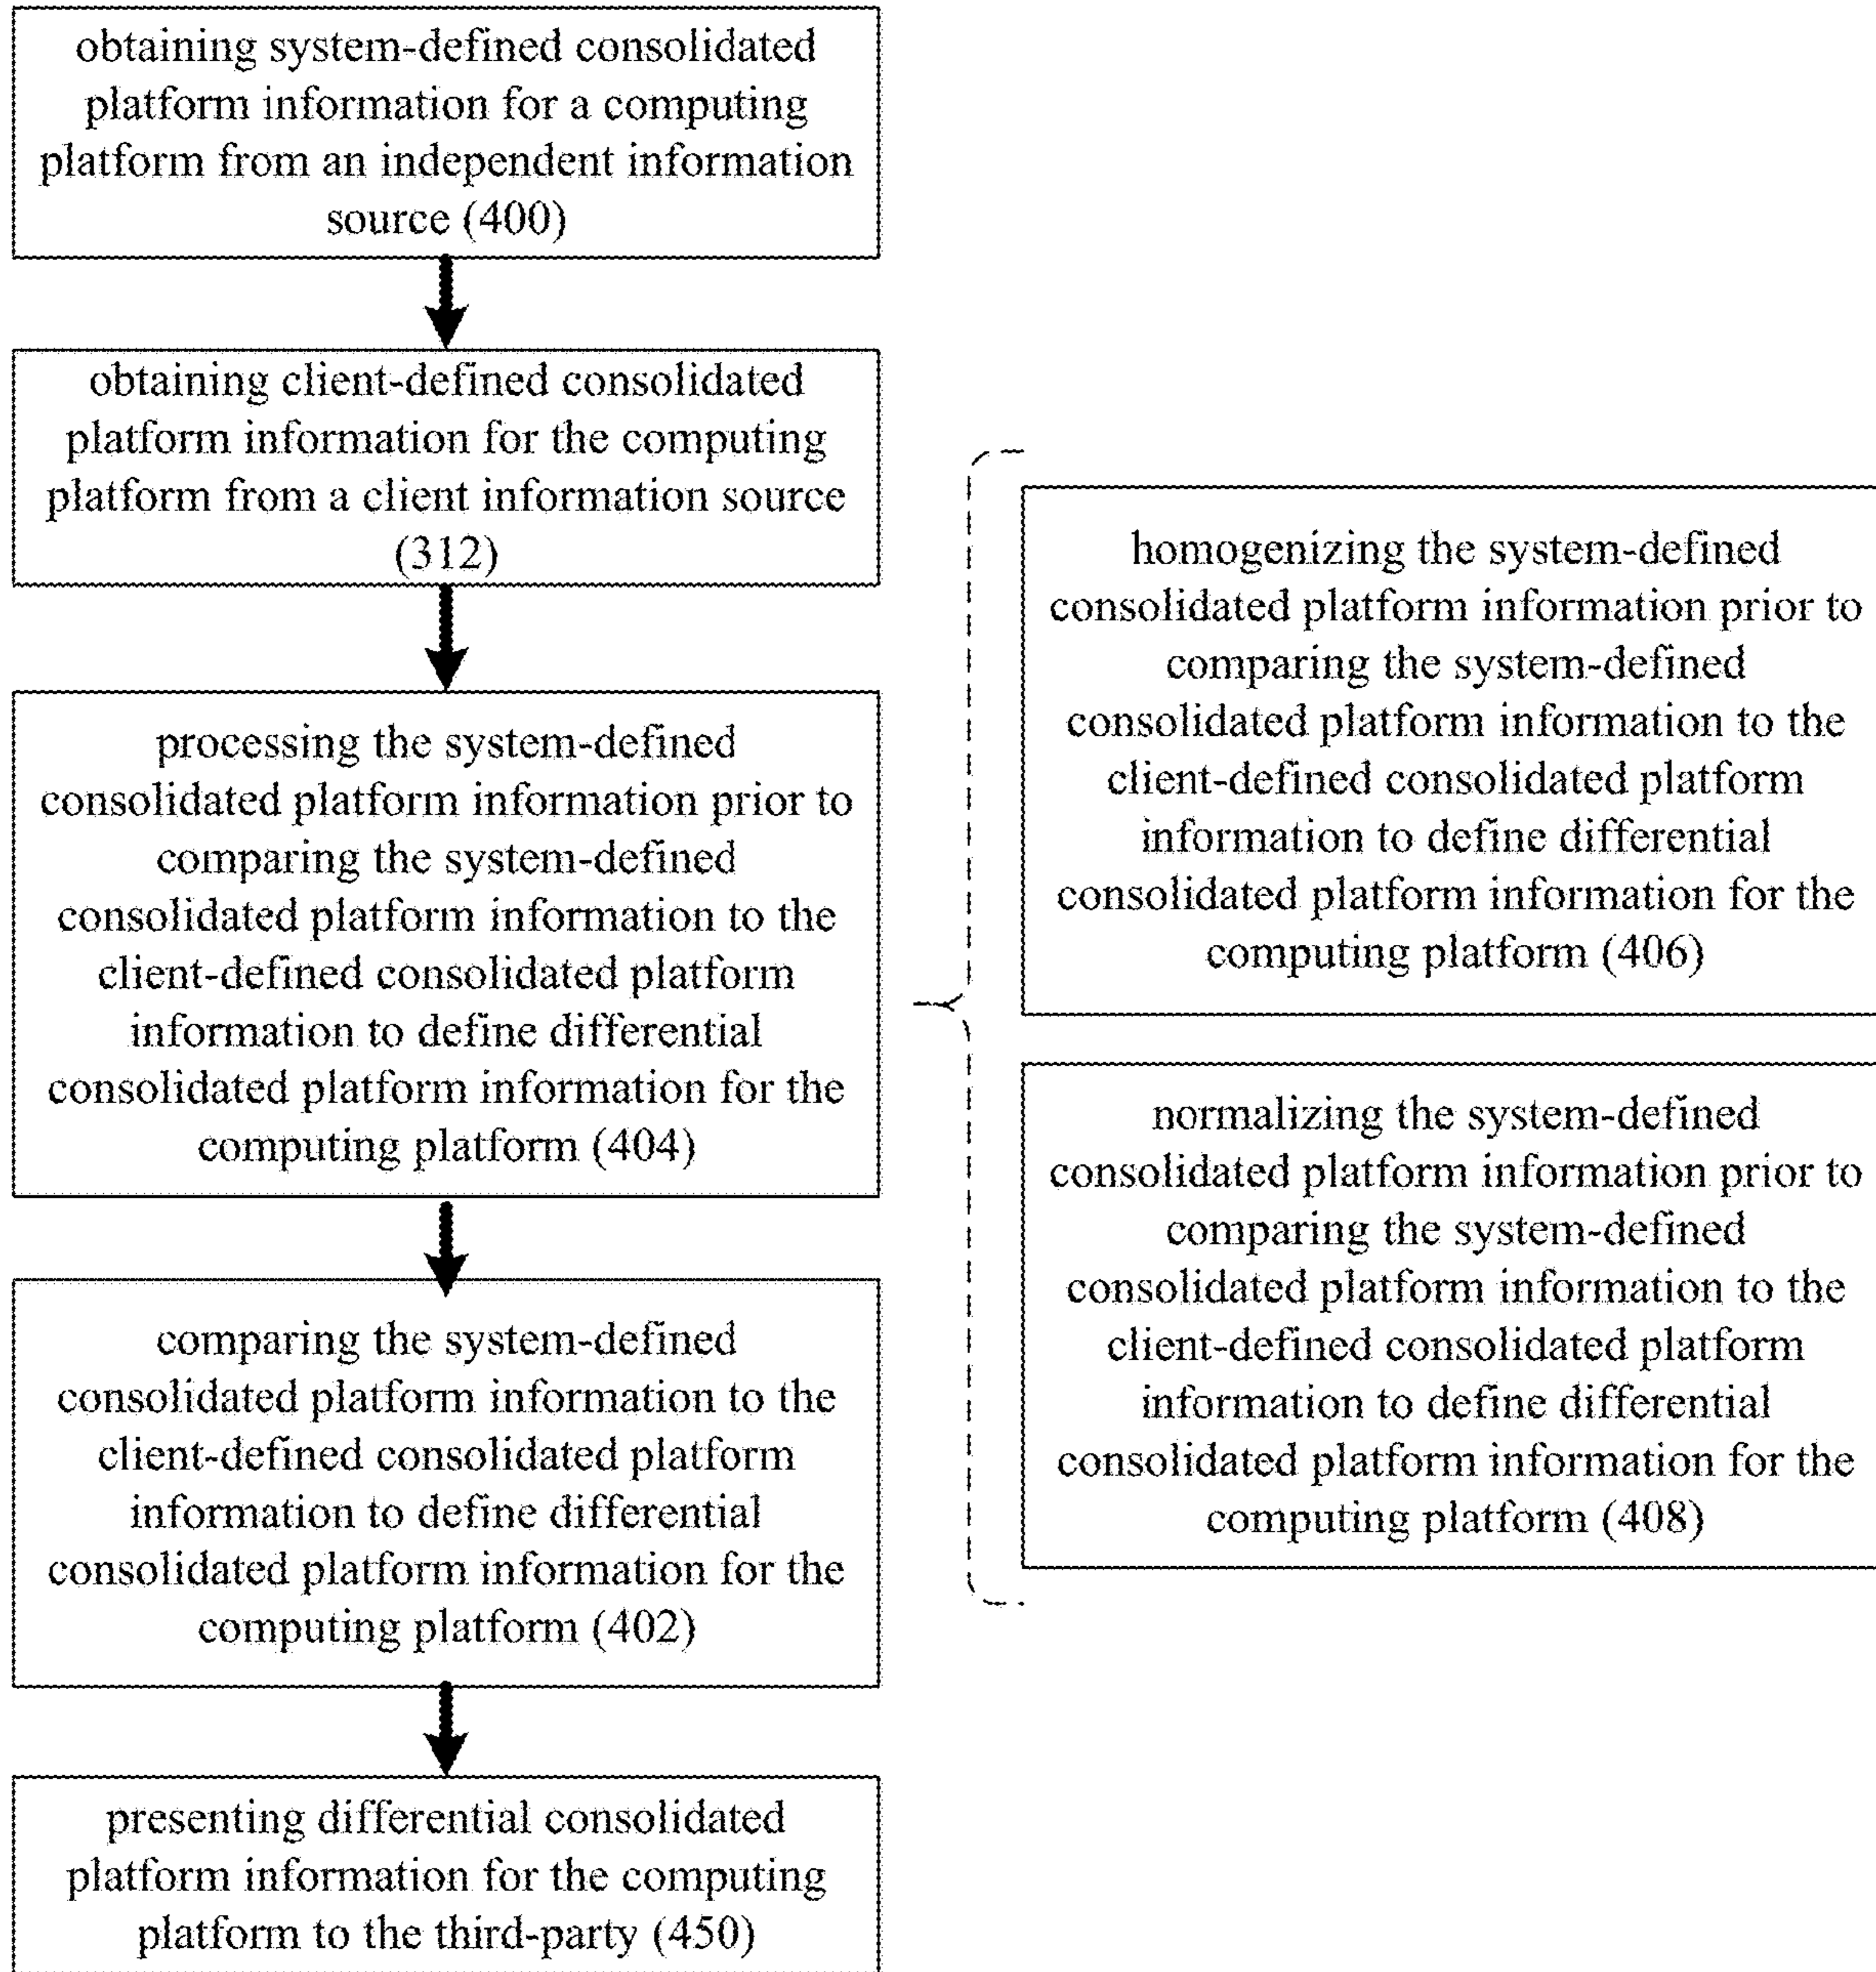 obtaining system-defined consolidated
platform information for a computing
platform from an independent information
source (400)
obtaining client-defined consolidated
platform information for the computing
platform from a client information source
(312)
processing the system-defined
consolidated platform information prior to
comparing the system-defined
consolidated platform information to the
client-defined consolidated platform
information to define differential
consolidated platform information for the
computing platform (404)
homogenizing the system-defined
consolidated platform information prior to
comparing the system-defined
consolidated platform information to the
client-defined consolidated platform
information to define differential
consolidated platform information for the
computing platform (406)
normalizing the system-defined
consolidated platform information prior to
comparing the system-defined
consolidated platform information to the
client-defined consolidated platform
information to define differential
consolidated platform information for the
computing platform (408)
comparing the system-defined
consolidated platform information to the
client-defined consolidated platform
information to define differential
consolidated platform information for the
computing platform (402)
presenting differential consolidated
platform information for the computing
platform to the third-party (450)